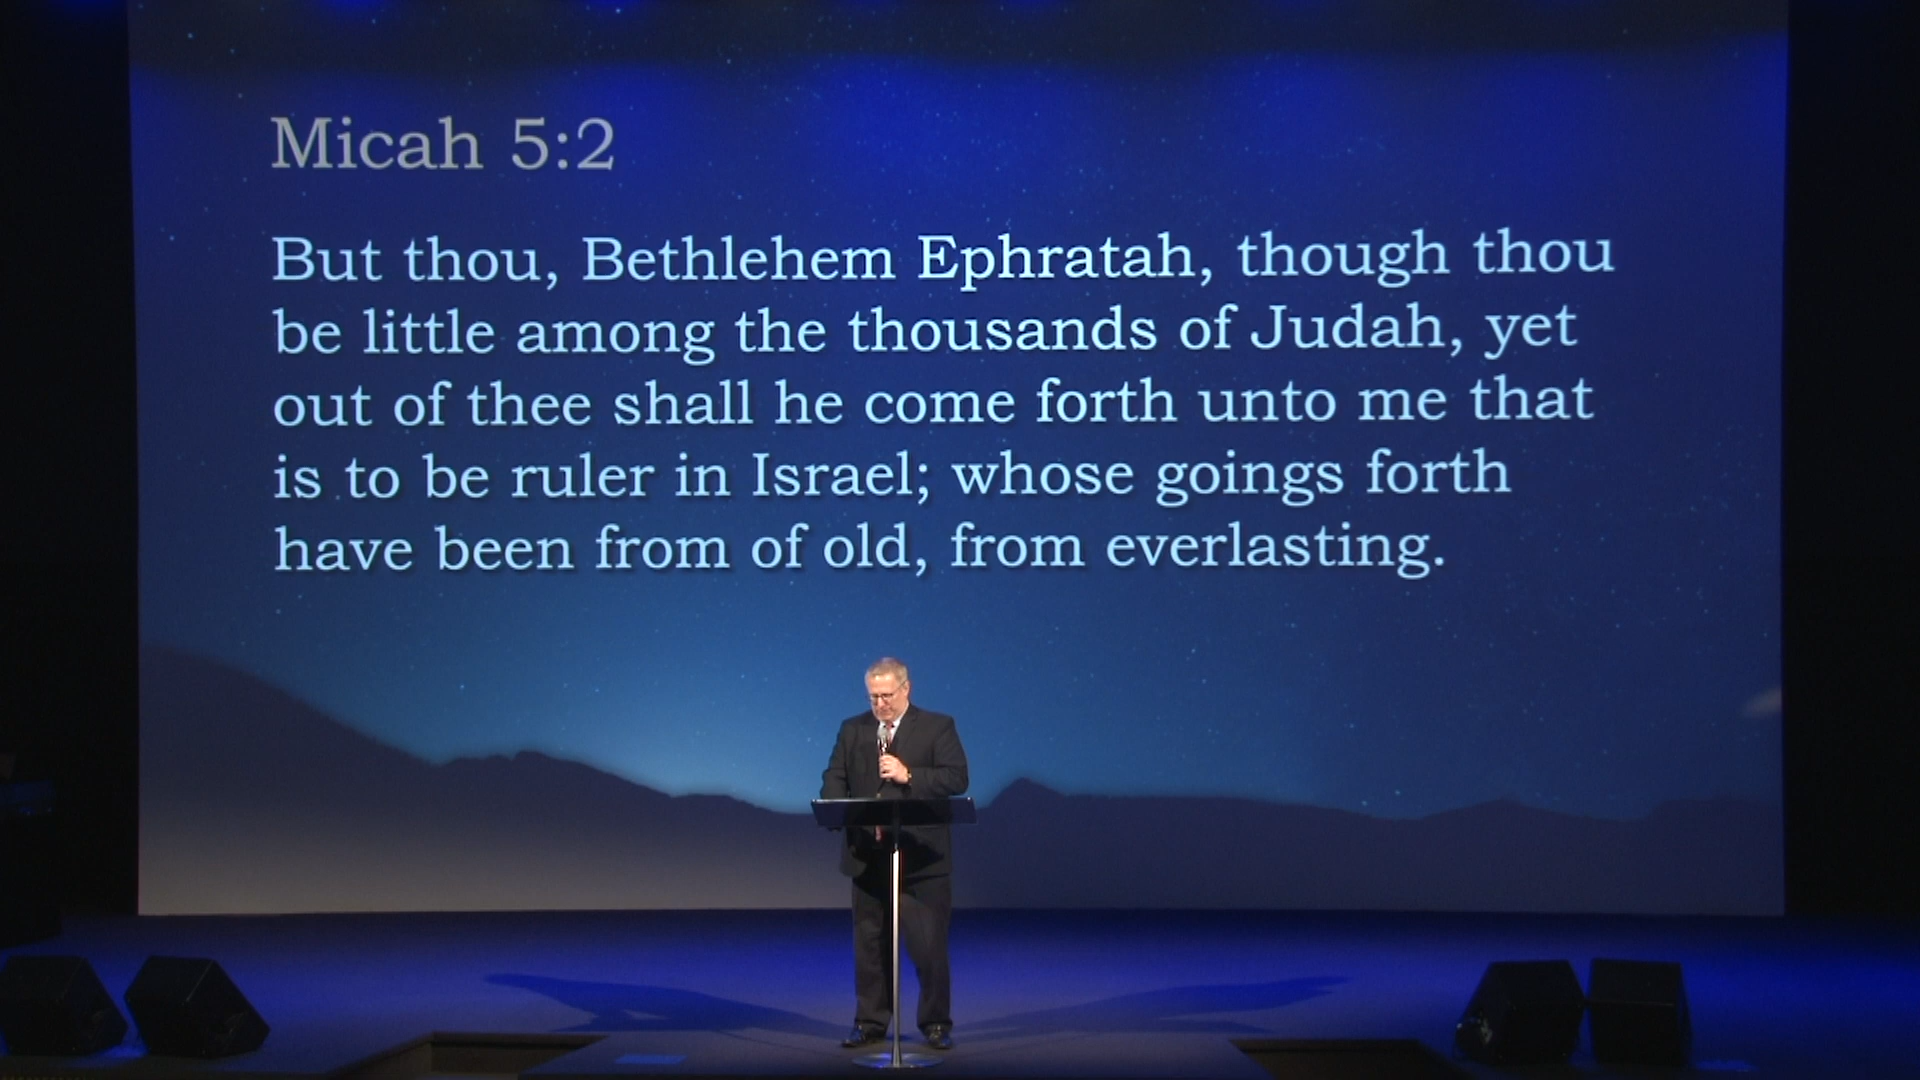 Micah 5:2
But thou, Bethlehem Ephratah, though thou
be little among the thousands of Judah, yet
out of thee shall he come forth unto me that
is to be ruler in Israel; whose goings forth
have been from of old, from everlasting.